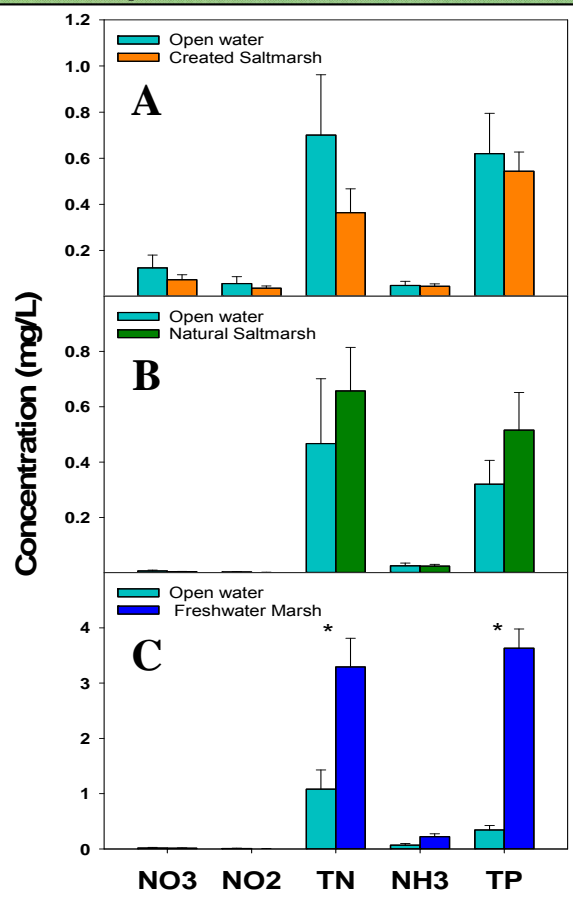 1.2
Open water
Created Saltmarsh
1.0
A
0.8
0.6
0.4
0.2
Open water
Natural Saltmarsh
0.8
B
0.6
0.4
0.2
Concentration (mg/L)
Open water
Freshwater Marsh
4
* *
C
3
2
1
0
NO3 NO2 TN NH3 TP